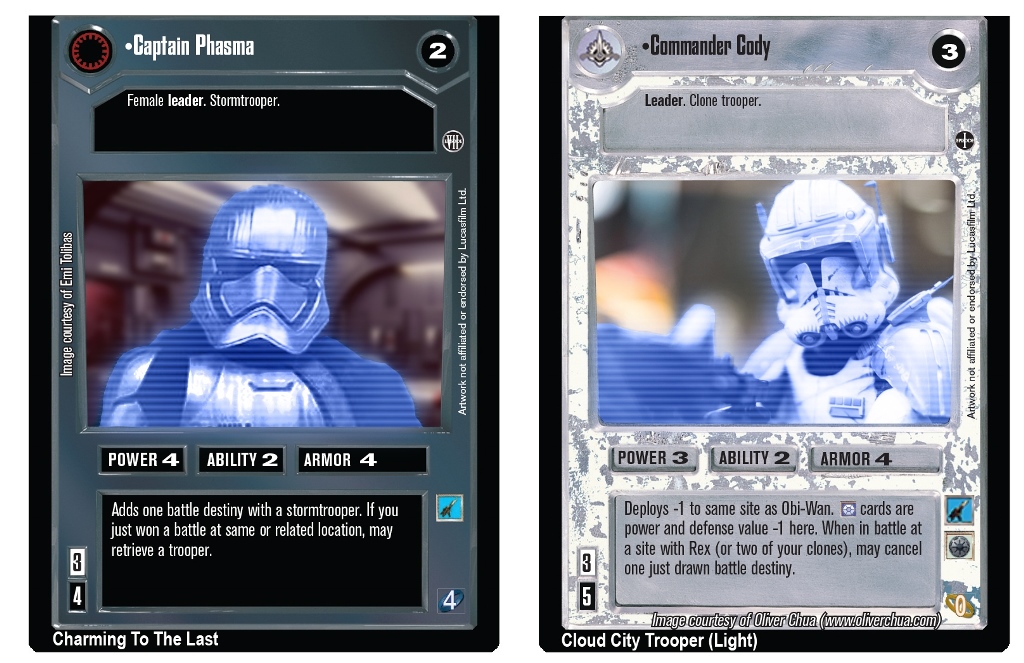 •Captain Phasma
2
Female leader. Stormtrooper.
VII
Image courtesy of Emi Tolibas
Artwork not affiliated or endorsed by Lucasfilm Ltd.
POWER 4
ABILITY 2
ARMOR 4
Adds one battle destiny with a stormtrooper. If you
just won a battle at same or related location, may
retrieve a trooper.
3
4
4
Charming To The Last
•Commander Cody
3
Leader. Clone trooper.
Artwork not affiliated or endorsed by Lucasfilm Ltd.
POWER 3
ABILITY 2
ARMOR 4
Deploys -1 to same site as Obi-Wan. cards are
power and defense value -1 here. When in battle at
a site with Rex (or two of your clones), may cancel
one just drawn battle destiny.
3
5
0
Image courtesy of Oliver Chua (www.oliverchua.com)
Cloud City Trooper (Light)